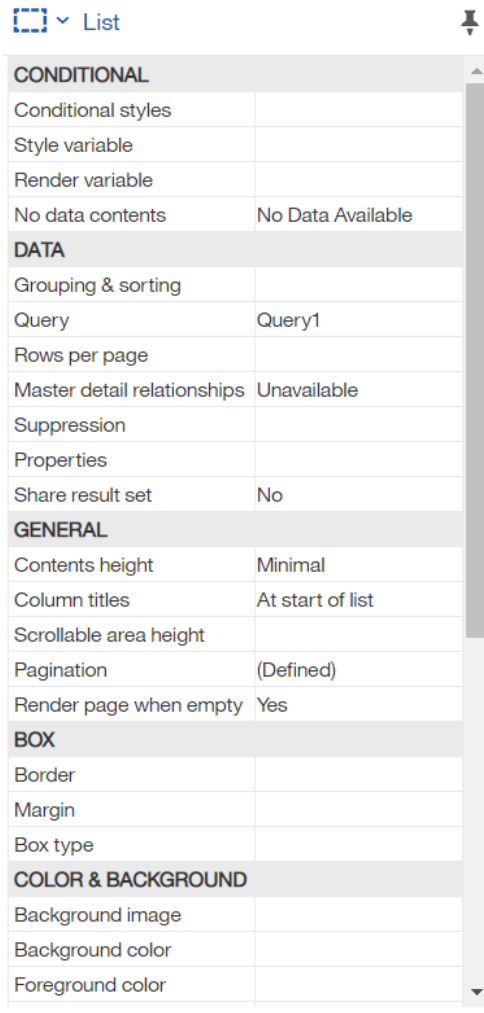 List
CONDITIONAL
Conditional styles
Style variable
Render variable
No data contents No Data Available
DATA
Grouping & sorting
Query Query1
Rows per page
Master detail relationships Unavailable
Suppression
Properties
Share result set No
GENERAL
Contents height Minimal
Column titles At start of list
Scrollable area height
Pagination (Defined)
Render page when empty Yes
BOX
Border
Margin
Box type
COLOR & BACKGROUND
Background image
Background color
Foreground color